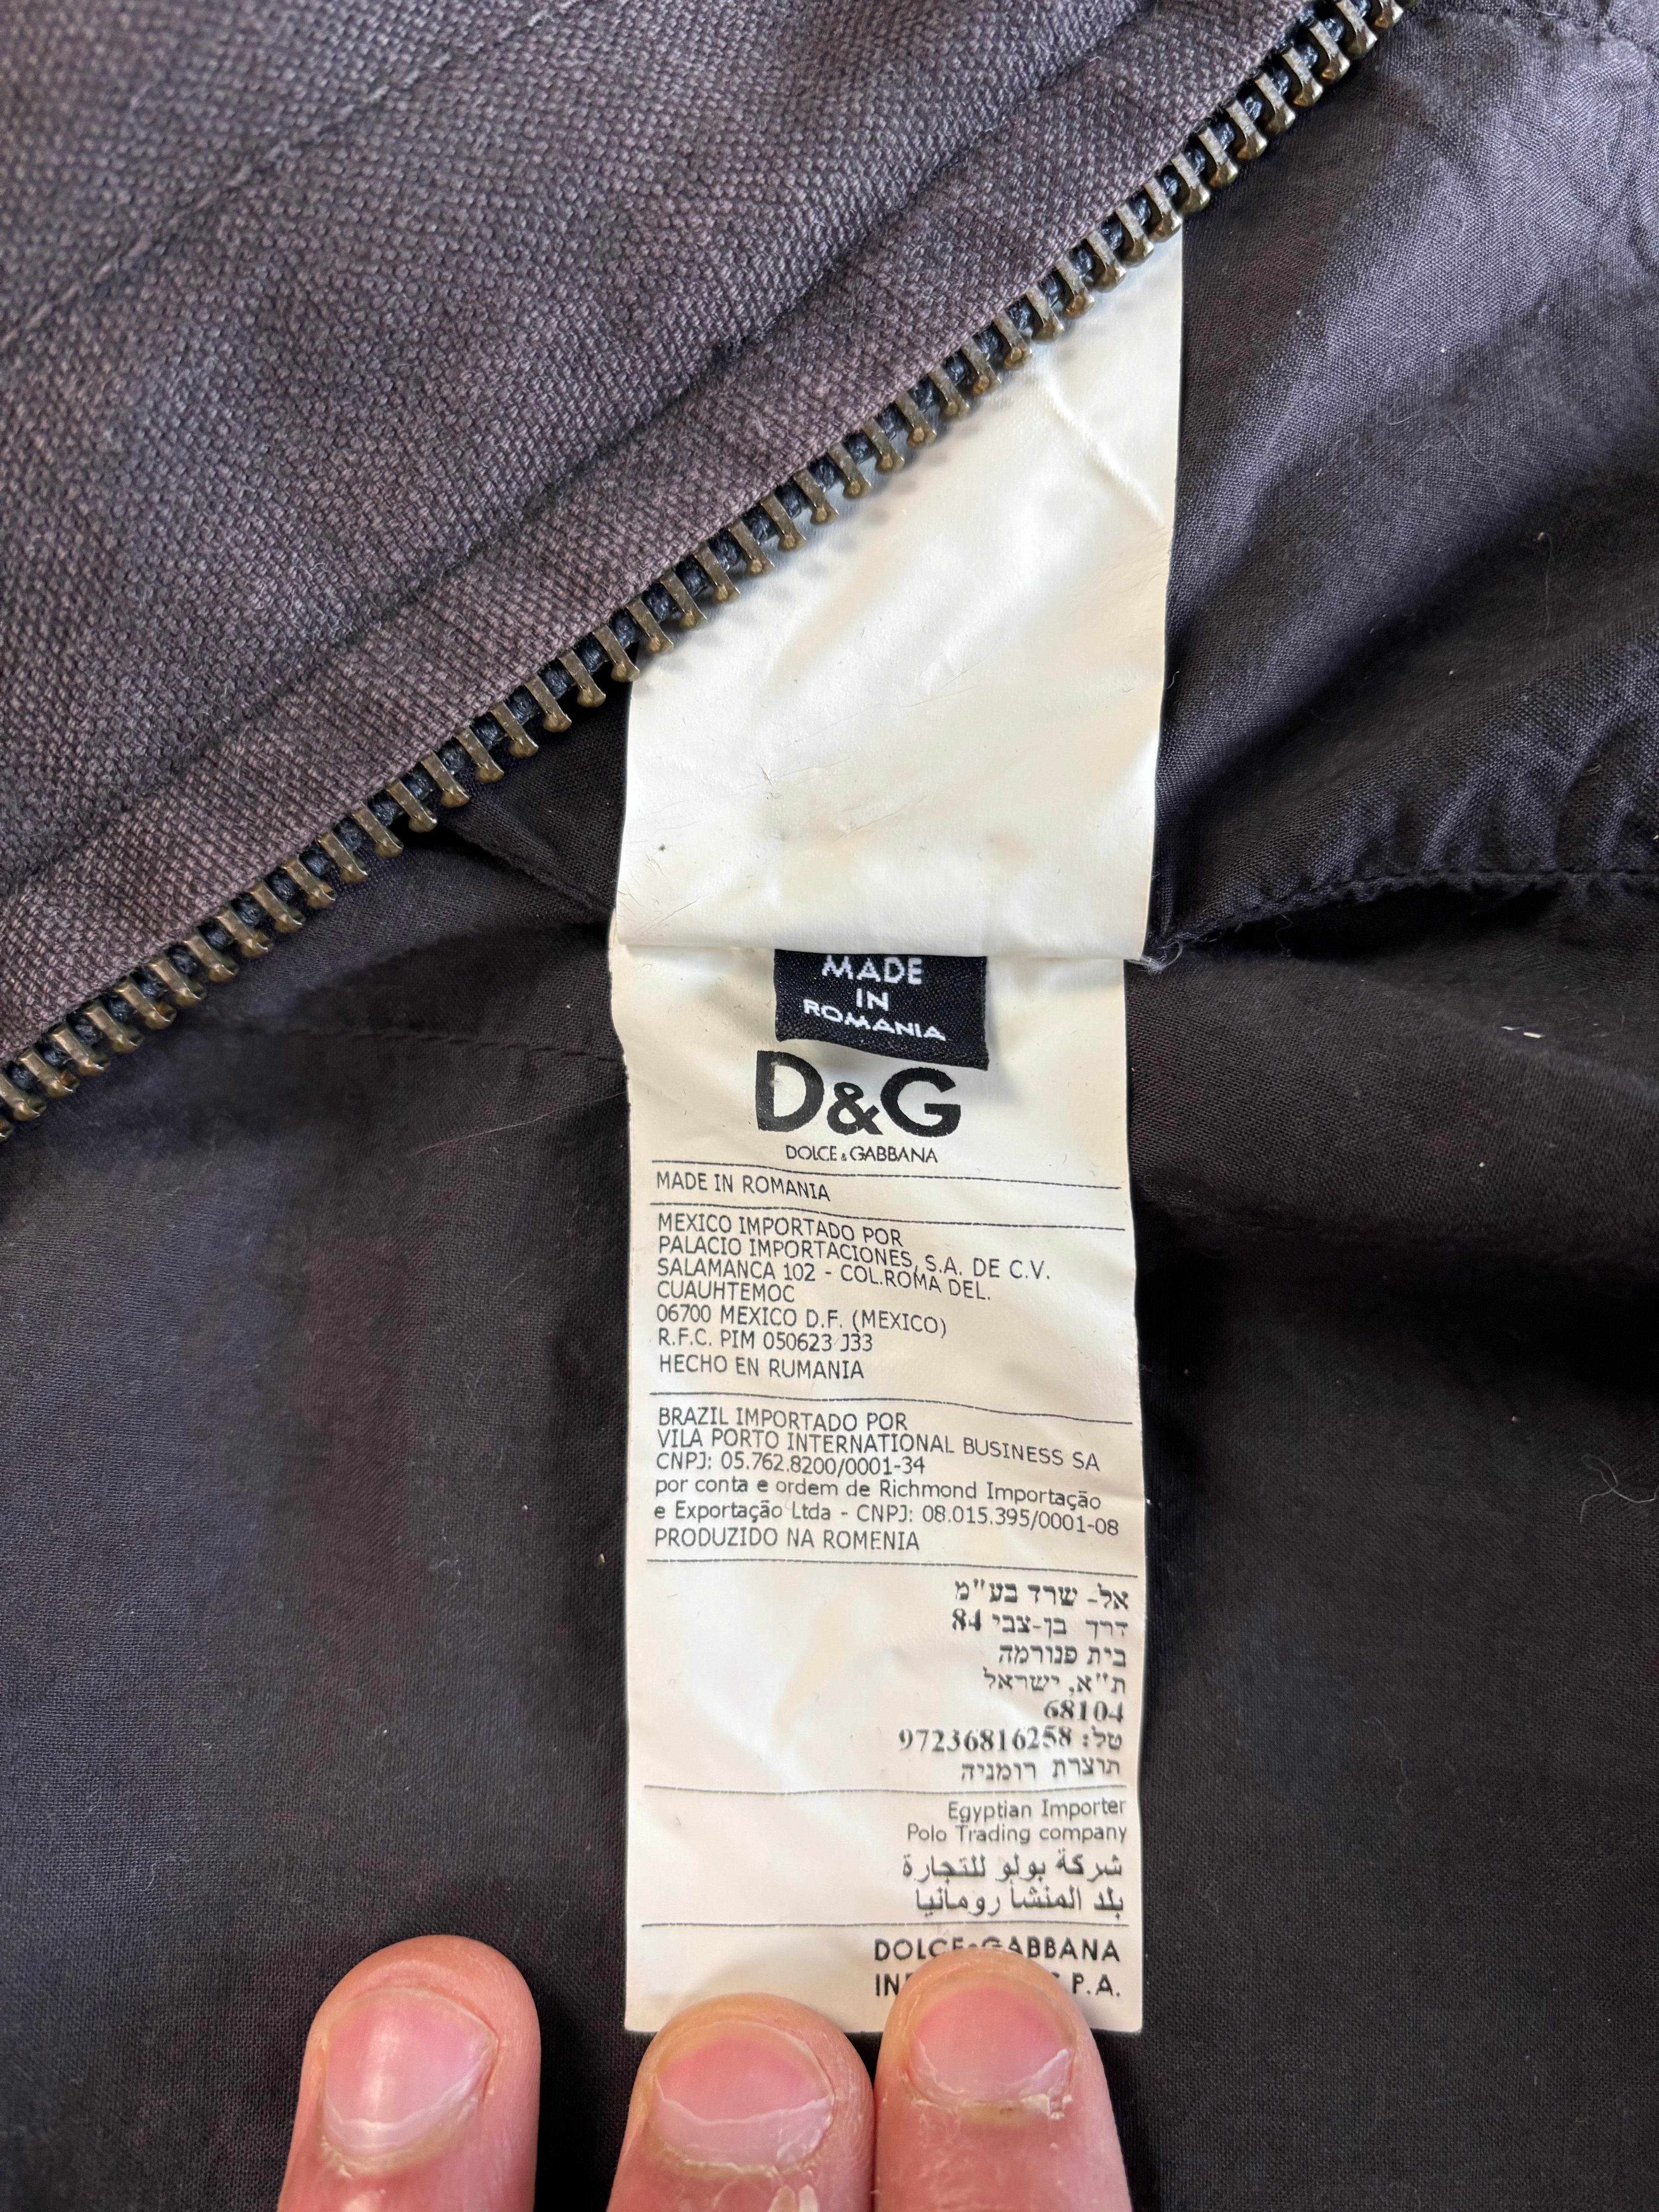 MADE
IN
ROMANIA
D&G
DOLCE & GABBANA
MADE IN ROMANIA
MEXICO IMPORTADO POR
PALACIO IMPORTACIONES, S.A. DE C.V.
SALAMANCA 102 - COL.ROMA DEL.
CUAUHTEMOC
06700 MEXICO D.F. (MEXICO)
R.F.C. PIM 050623 J33
HECHO EN RUMANIA
BRAZIL IMPORTADO POR
VILA PORTO INTERNATIONAL BUSINESS SA
CNPJ: 05.762.8200/0001-34
por conta e ordem de Richmond Importação
e Exportação Ltda - CNPJ: 08.015.395/0001-08
PRODUZIDO NA ROMENIA
אל- שרד בע"מ
דרך בן-צבי 84
בית פנורמה
ת"א, ישראל
68104
טל: 97236816258
תוצרת רומניה
Egyptian Importer
Polo Trading company
شركة بولو للتجارة
بلد المنشأ رومانيا
DOLCE & GABBANA
P.A.